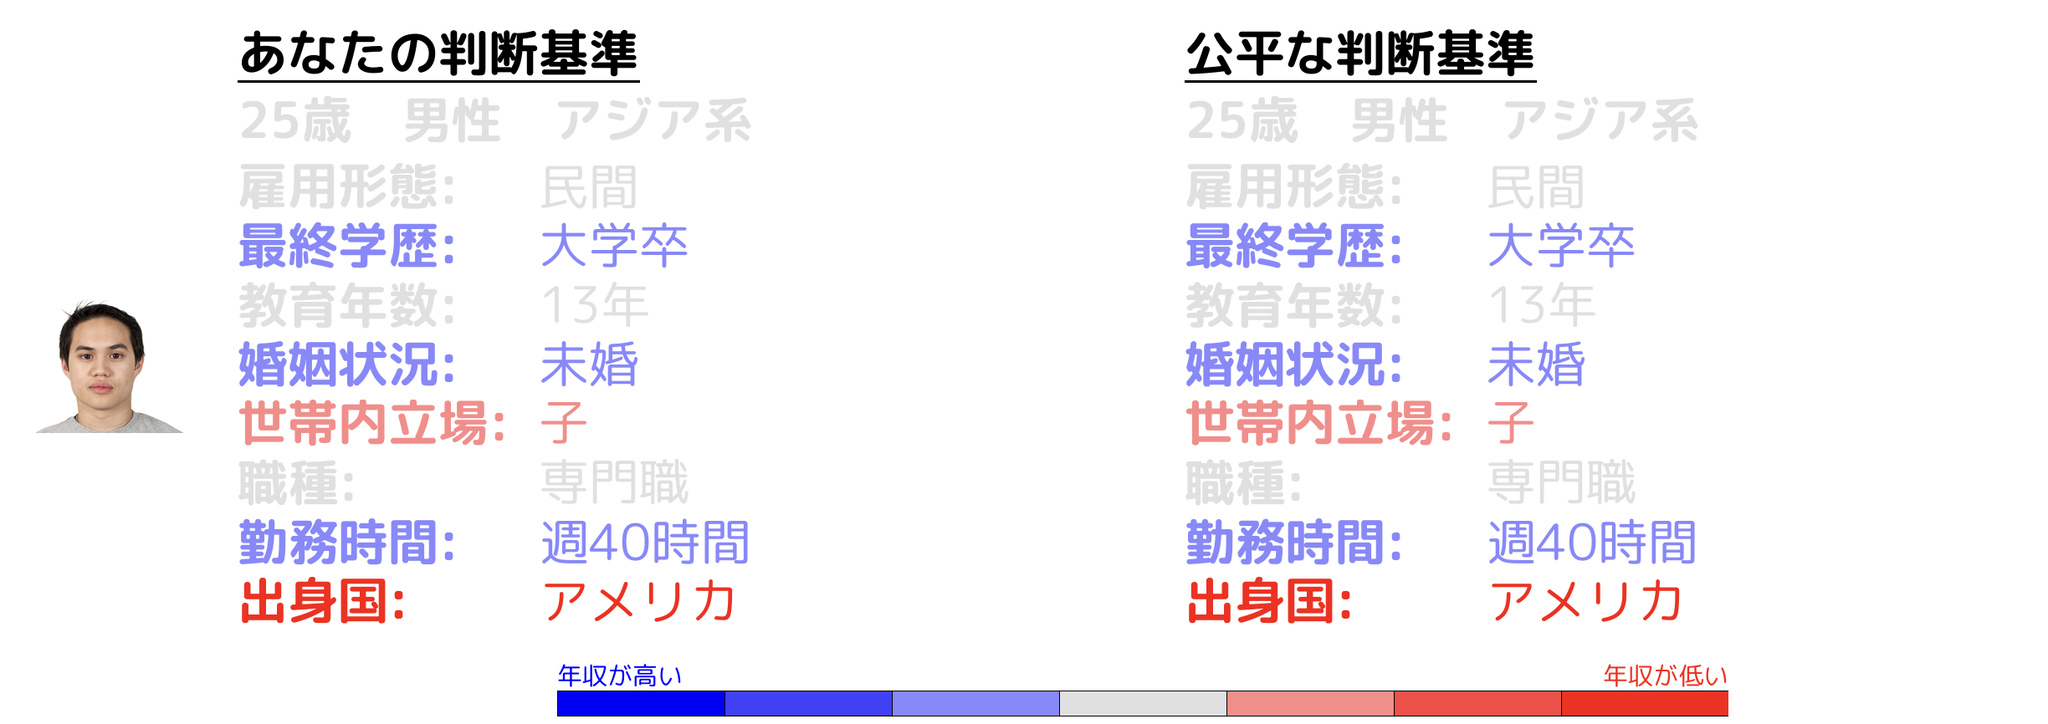 あなたの判断基準
25歳 男性 アジア系
雇用形態: 民間
最終学歴: 大学卒
教育年数: 13年
婚姻状況: 未婚
世帯内立場: 子
職種: 専門職
勤務時間: 週40時間
出身国: アメリカ
公平な判断基準
25歳 男性 アジア系
雇用形態: 民間
最終学歴: 大学卒
教育年数: 13年
婚姻状況: 未婚
世帯内立場: 子
職種: 専門職
勤務時間: 週40時間
出身国: アメリカ
年収が高い
年収が低い